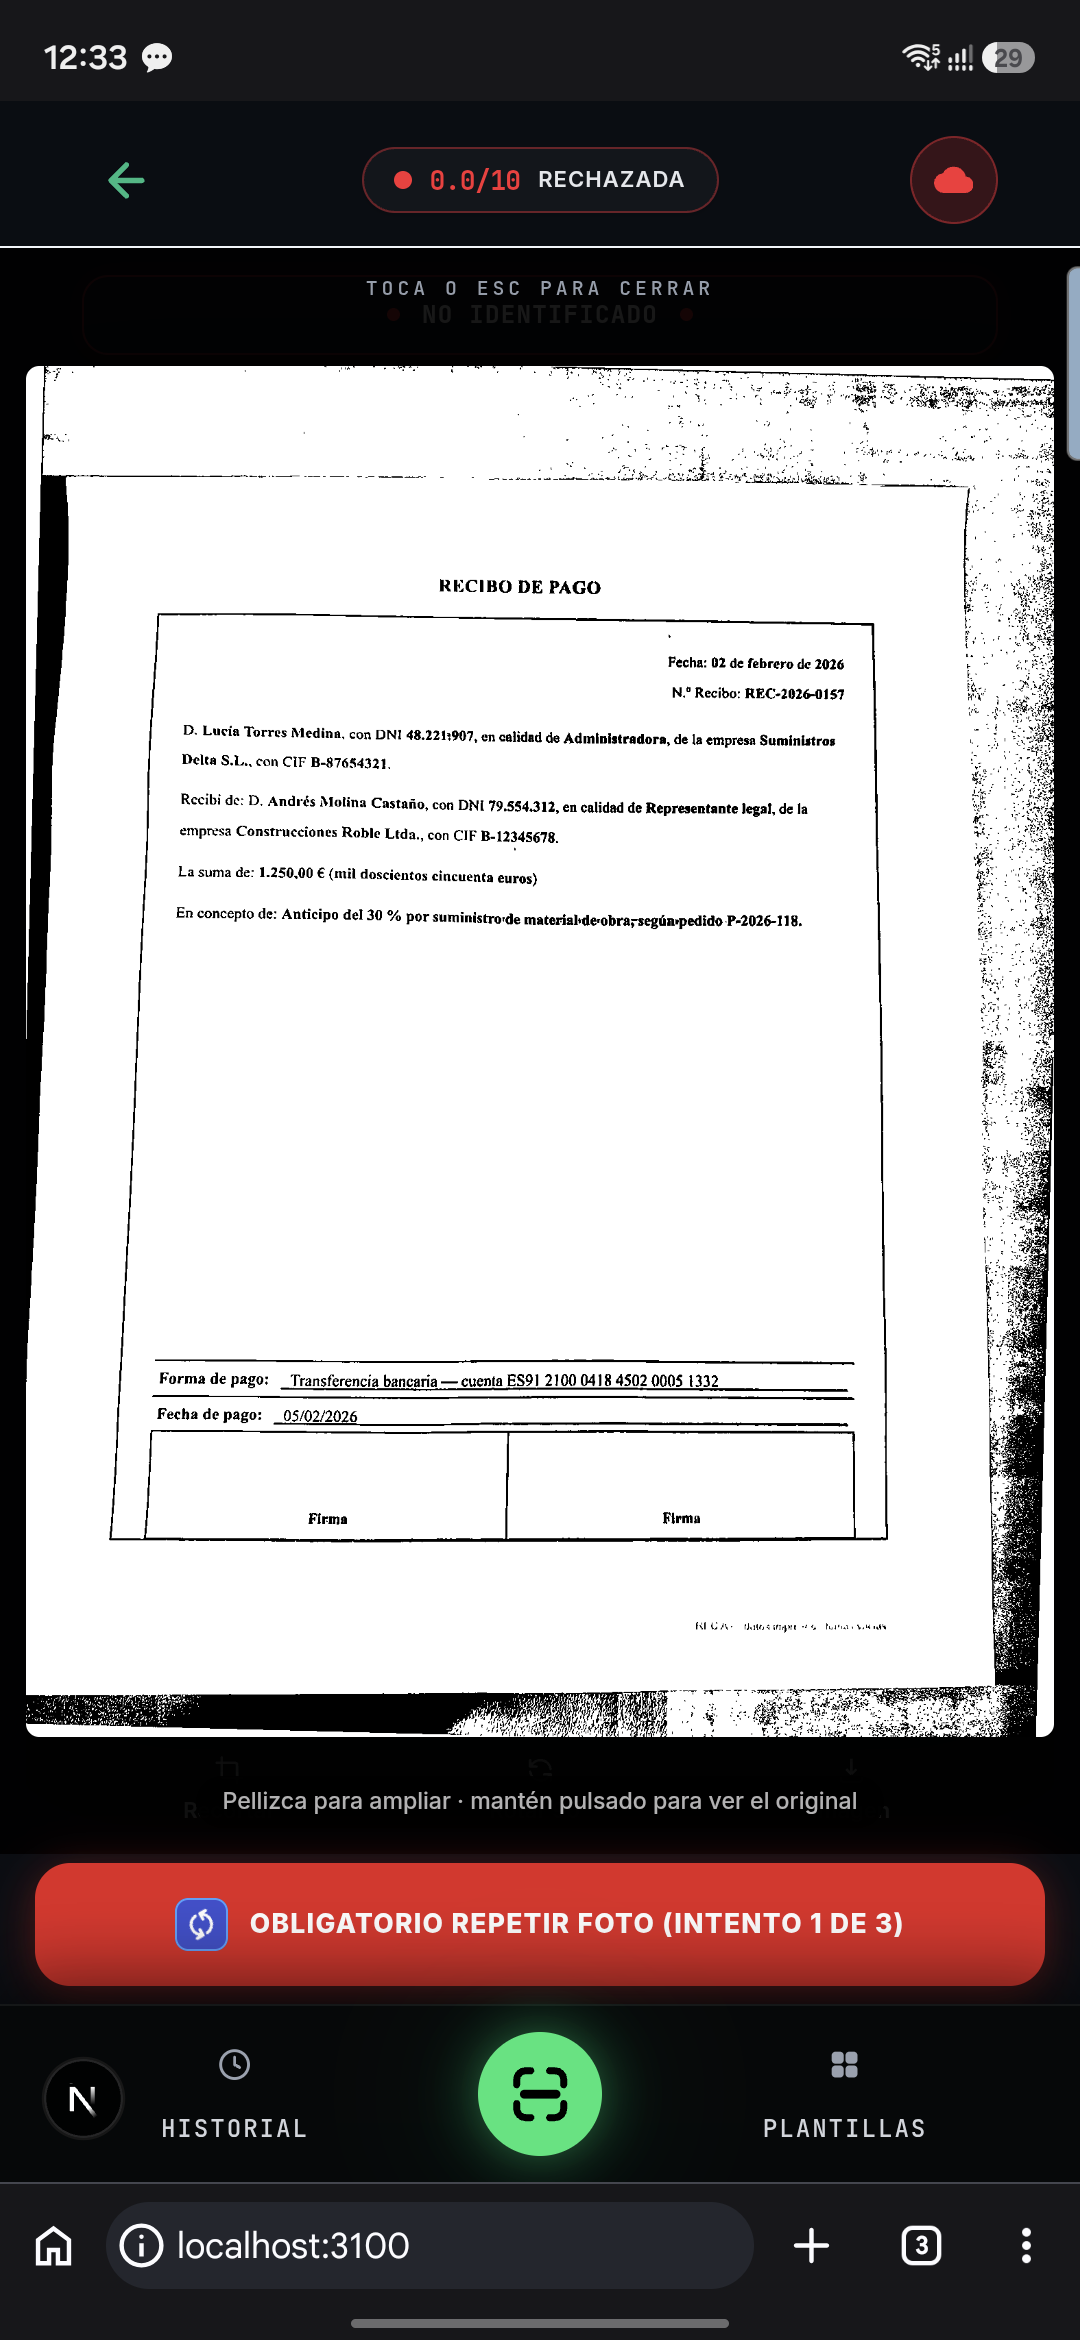 12:33
5
29
0.0/10 RECHAZADA
TOCA O ESC PARA CERRAR
NO IDENTIFICADO
RECIBO DE PAGO
Fecha: 02 de febrero de 2026
N.º Recibo: REC-2026-0157
D. Lucía Torres Medina, con DNI 48.221.907, en calidad de Administradora, de la empresa Suministros
Delta S.L., con CIF B-87654321.
Recibí de: D. Andrés Molina Castaño, con DNI 79.554.312, en calidad de Representante legal, de la
empresa Construcciones Roble Ltda., con CIF B-12345678.
La suma de: 1.250,00 € (mil doscientos cincuenta euros)
En concepto de: Anticipo del 30 % por suministro de material de obra, según pedido P-2026-118.
Forma de pago: Transferencia bancaria — cuenta ES91 2100 0418 4502 0005 1332
Fecha de pago: 05/02/2026
Firma Firma
Pellizca para ampliar · mantén pulsado para ver el original
OBLIGATORIO REPETIR FOTO (INTENTO 1 DE 3)
N
HISTORIAL
PLANTILLAS
localhost:3100
3